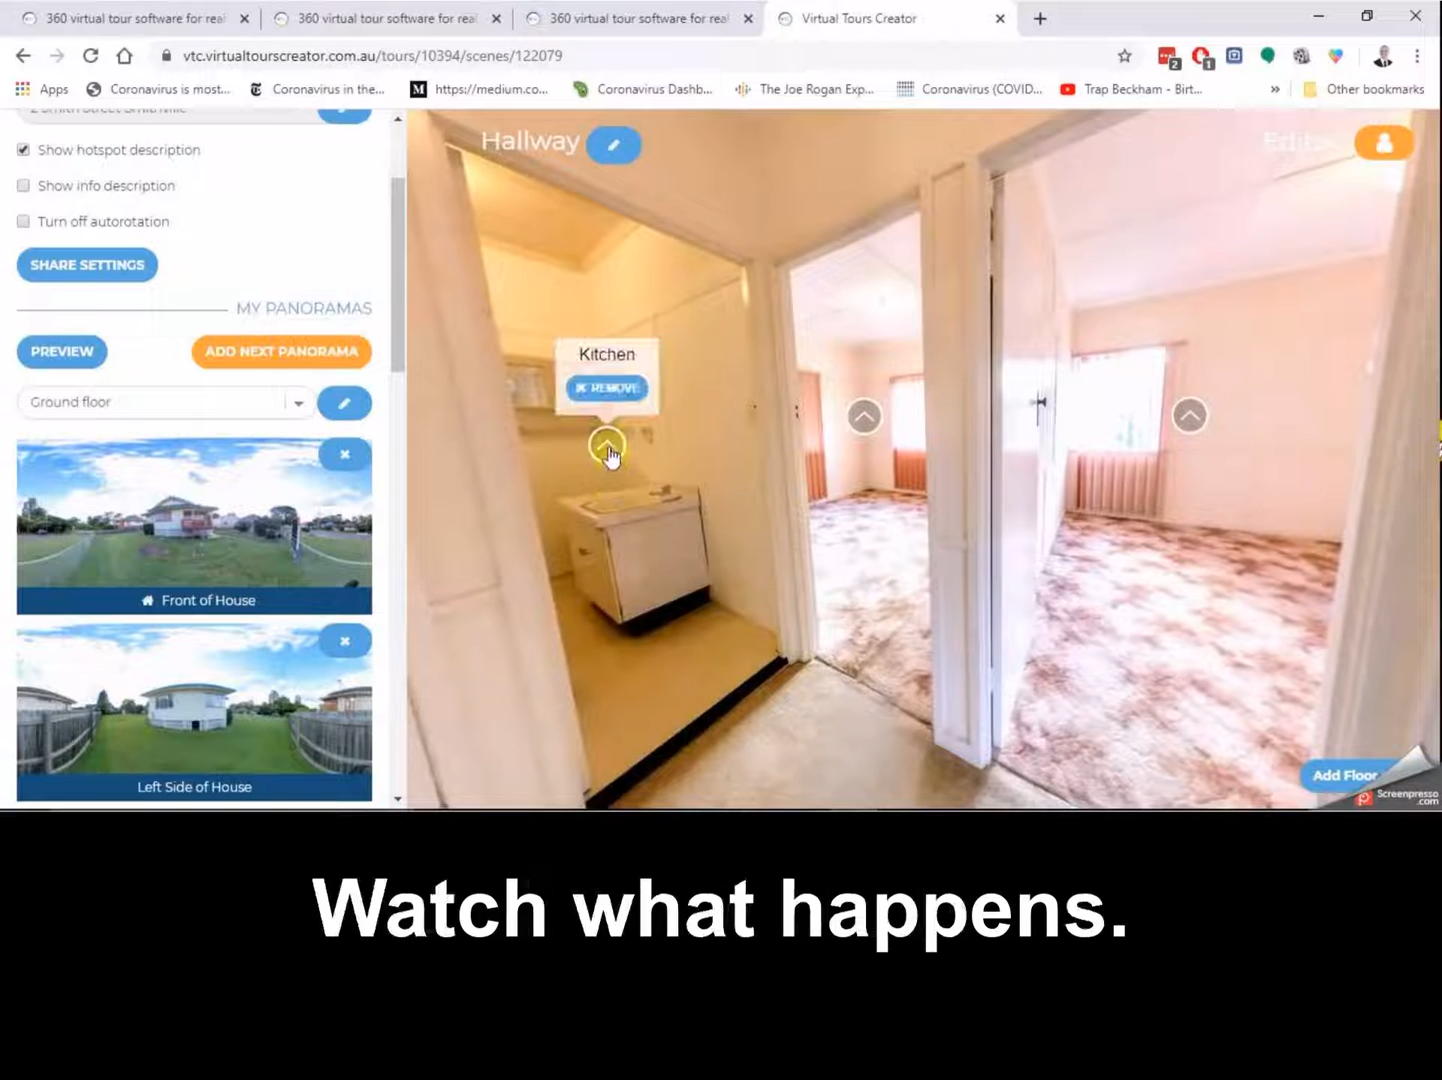 360 virtual tour software for real
360 virtual tour software for real
360 virtual tour software for real
Virtual Tours Creator
vtc.virtualtourscreator.com.au/tours/10394/scenes/122079
2
1
Apps
Coronavirus is most...
Coronavirus in the...
https://medium.co...
Coronavirus Dashb...
The Joe Rogan Exp...
Coronavirus (COVID...
Trap Beckham - Birt...
»
Other bookmarks
Show hotspot description
Show info description
Turn off autorotation
SHARE SETTINGS
MY PANORAMAS
PREVIEW
ADD NEXT PANORAMA
Ground floor
Front of House
Left Side of House
Hallway
Kitchen
REMOVE
Add Floor
Screenpresso
.com
Watch what happens.